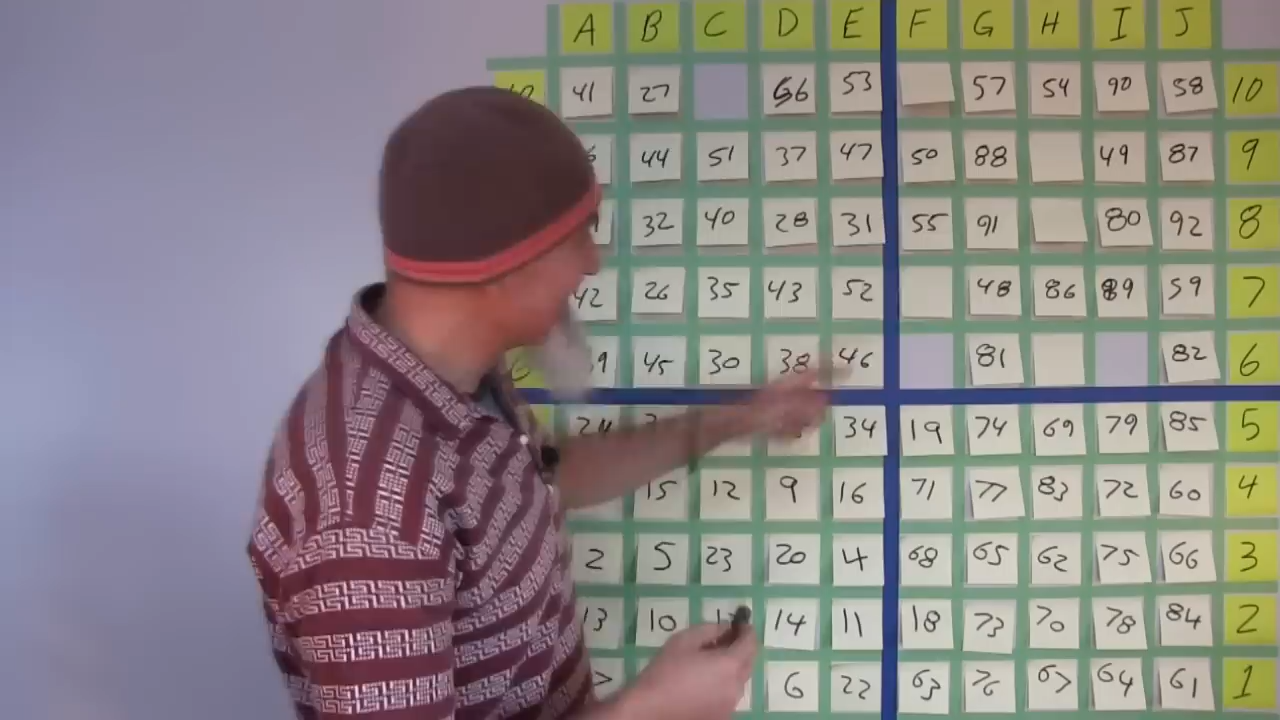 A B C D E F G H I J
10 41 27 66 53 57 54 90 58 10
44 51 37 47 50 88 49 87 9
32 40 28 31 55 91 80 92 8
42 26 35 43 52 48 86 89 59 7
45 30 38 46 81 82 6
34 19 74 69 79 85 5
15 12 9 16 71 77 83 72 60 4
2 5 23 20 4 68 65 62 75 66 3
13 10 14 11 18 73 70 78 84 2
6 22 63 76 67 64 61 1